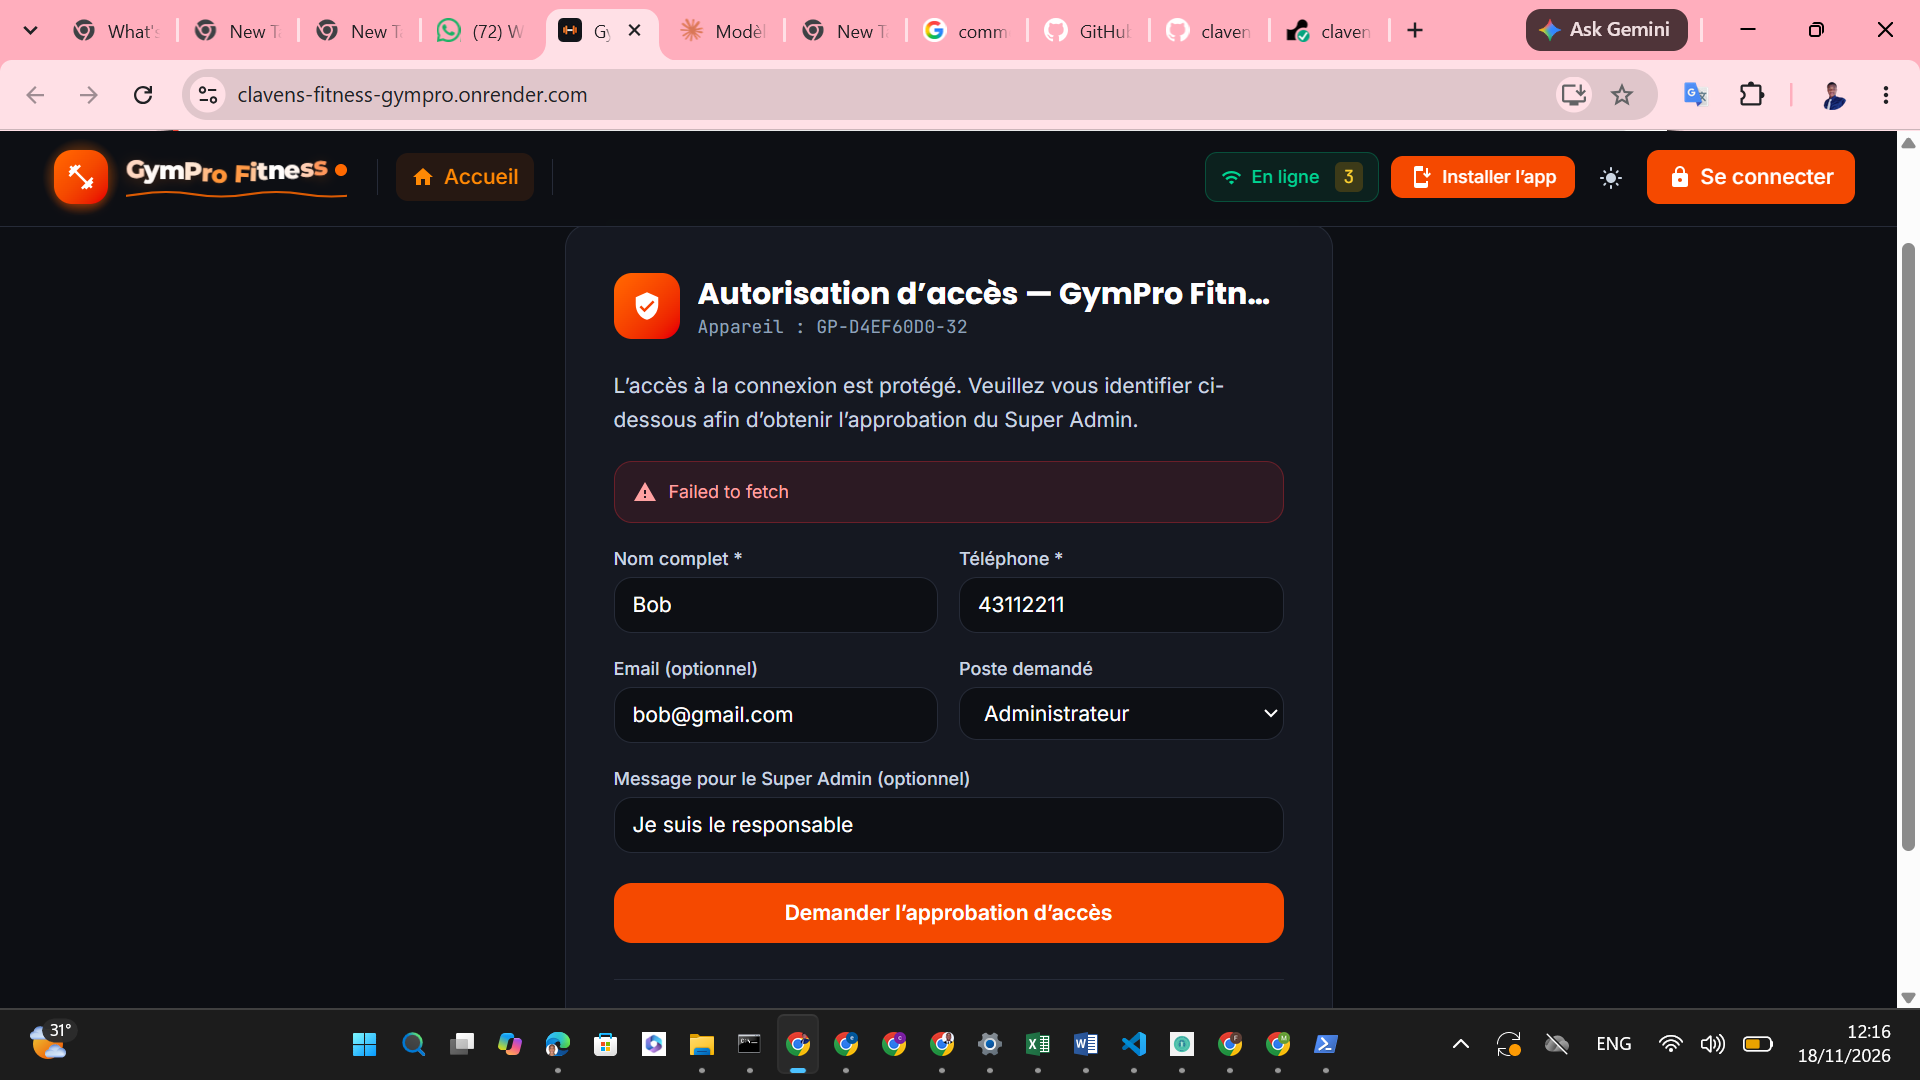 What's
New Ta
New Ta
(72) W
Gy
Modèl
New Ta
comm
GitHub
claven
claven
Ask Gemini
clavens-fitness-gympro.onrender.com
GymPro Fitness
Accueil
En ligne 3
Installer l’app
Se connecter
Autorisation d’accès — GymPro Fitn...
Appareil : GP-D4EF60D0-32
L’accès à la connexion est protégé. Veuillez vous identifier ci-
dessous afin d’obtenir l’approbation du Super Admin.
Failed to fetch
Nom complet *
Téléphone *
Bob
43112211
Email (optionnel)
Poste demandé
bob@gmail.com
Administrateur
Message pour le Super Admin (optionnel)
Je suis le responsable
Demander l’approbation d’accès
31°
ENG
12:16
18/11/2026